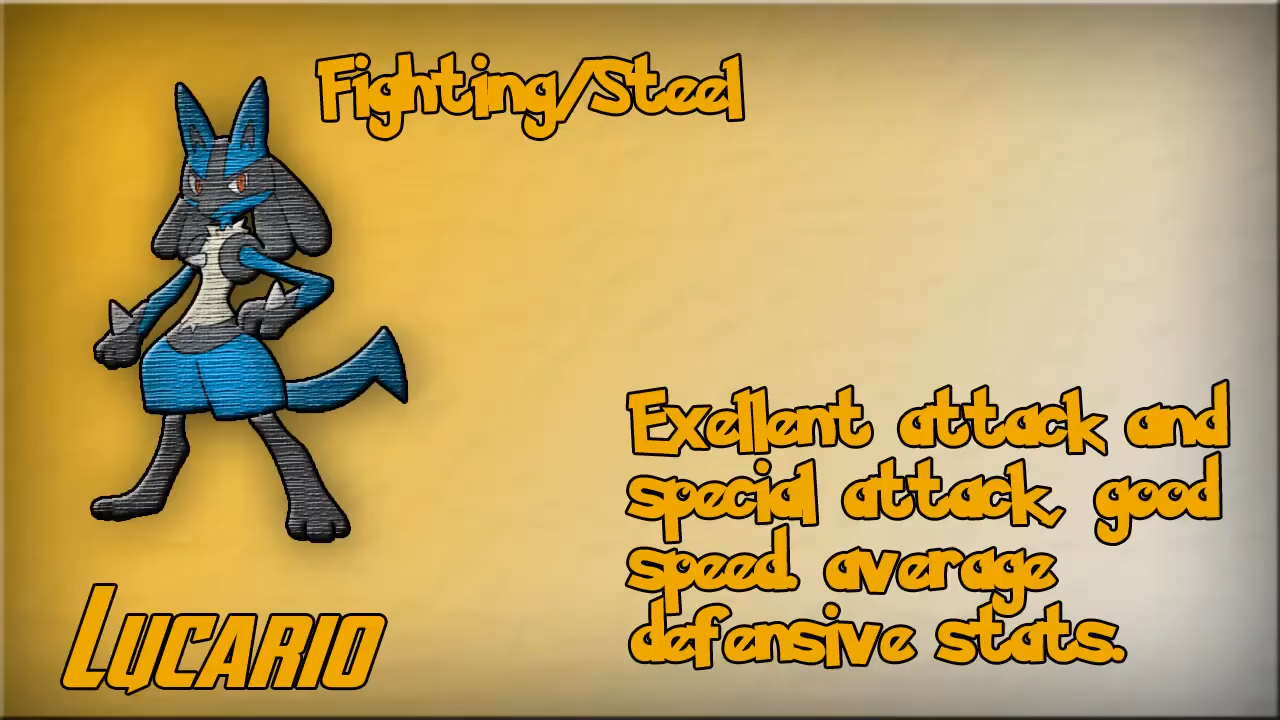 Fighting/Steel
Exellent attack and
special attack, good
speed. average
defensive stats.
Lucario